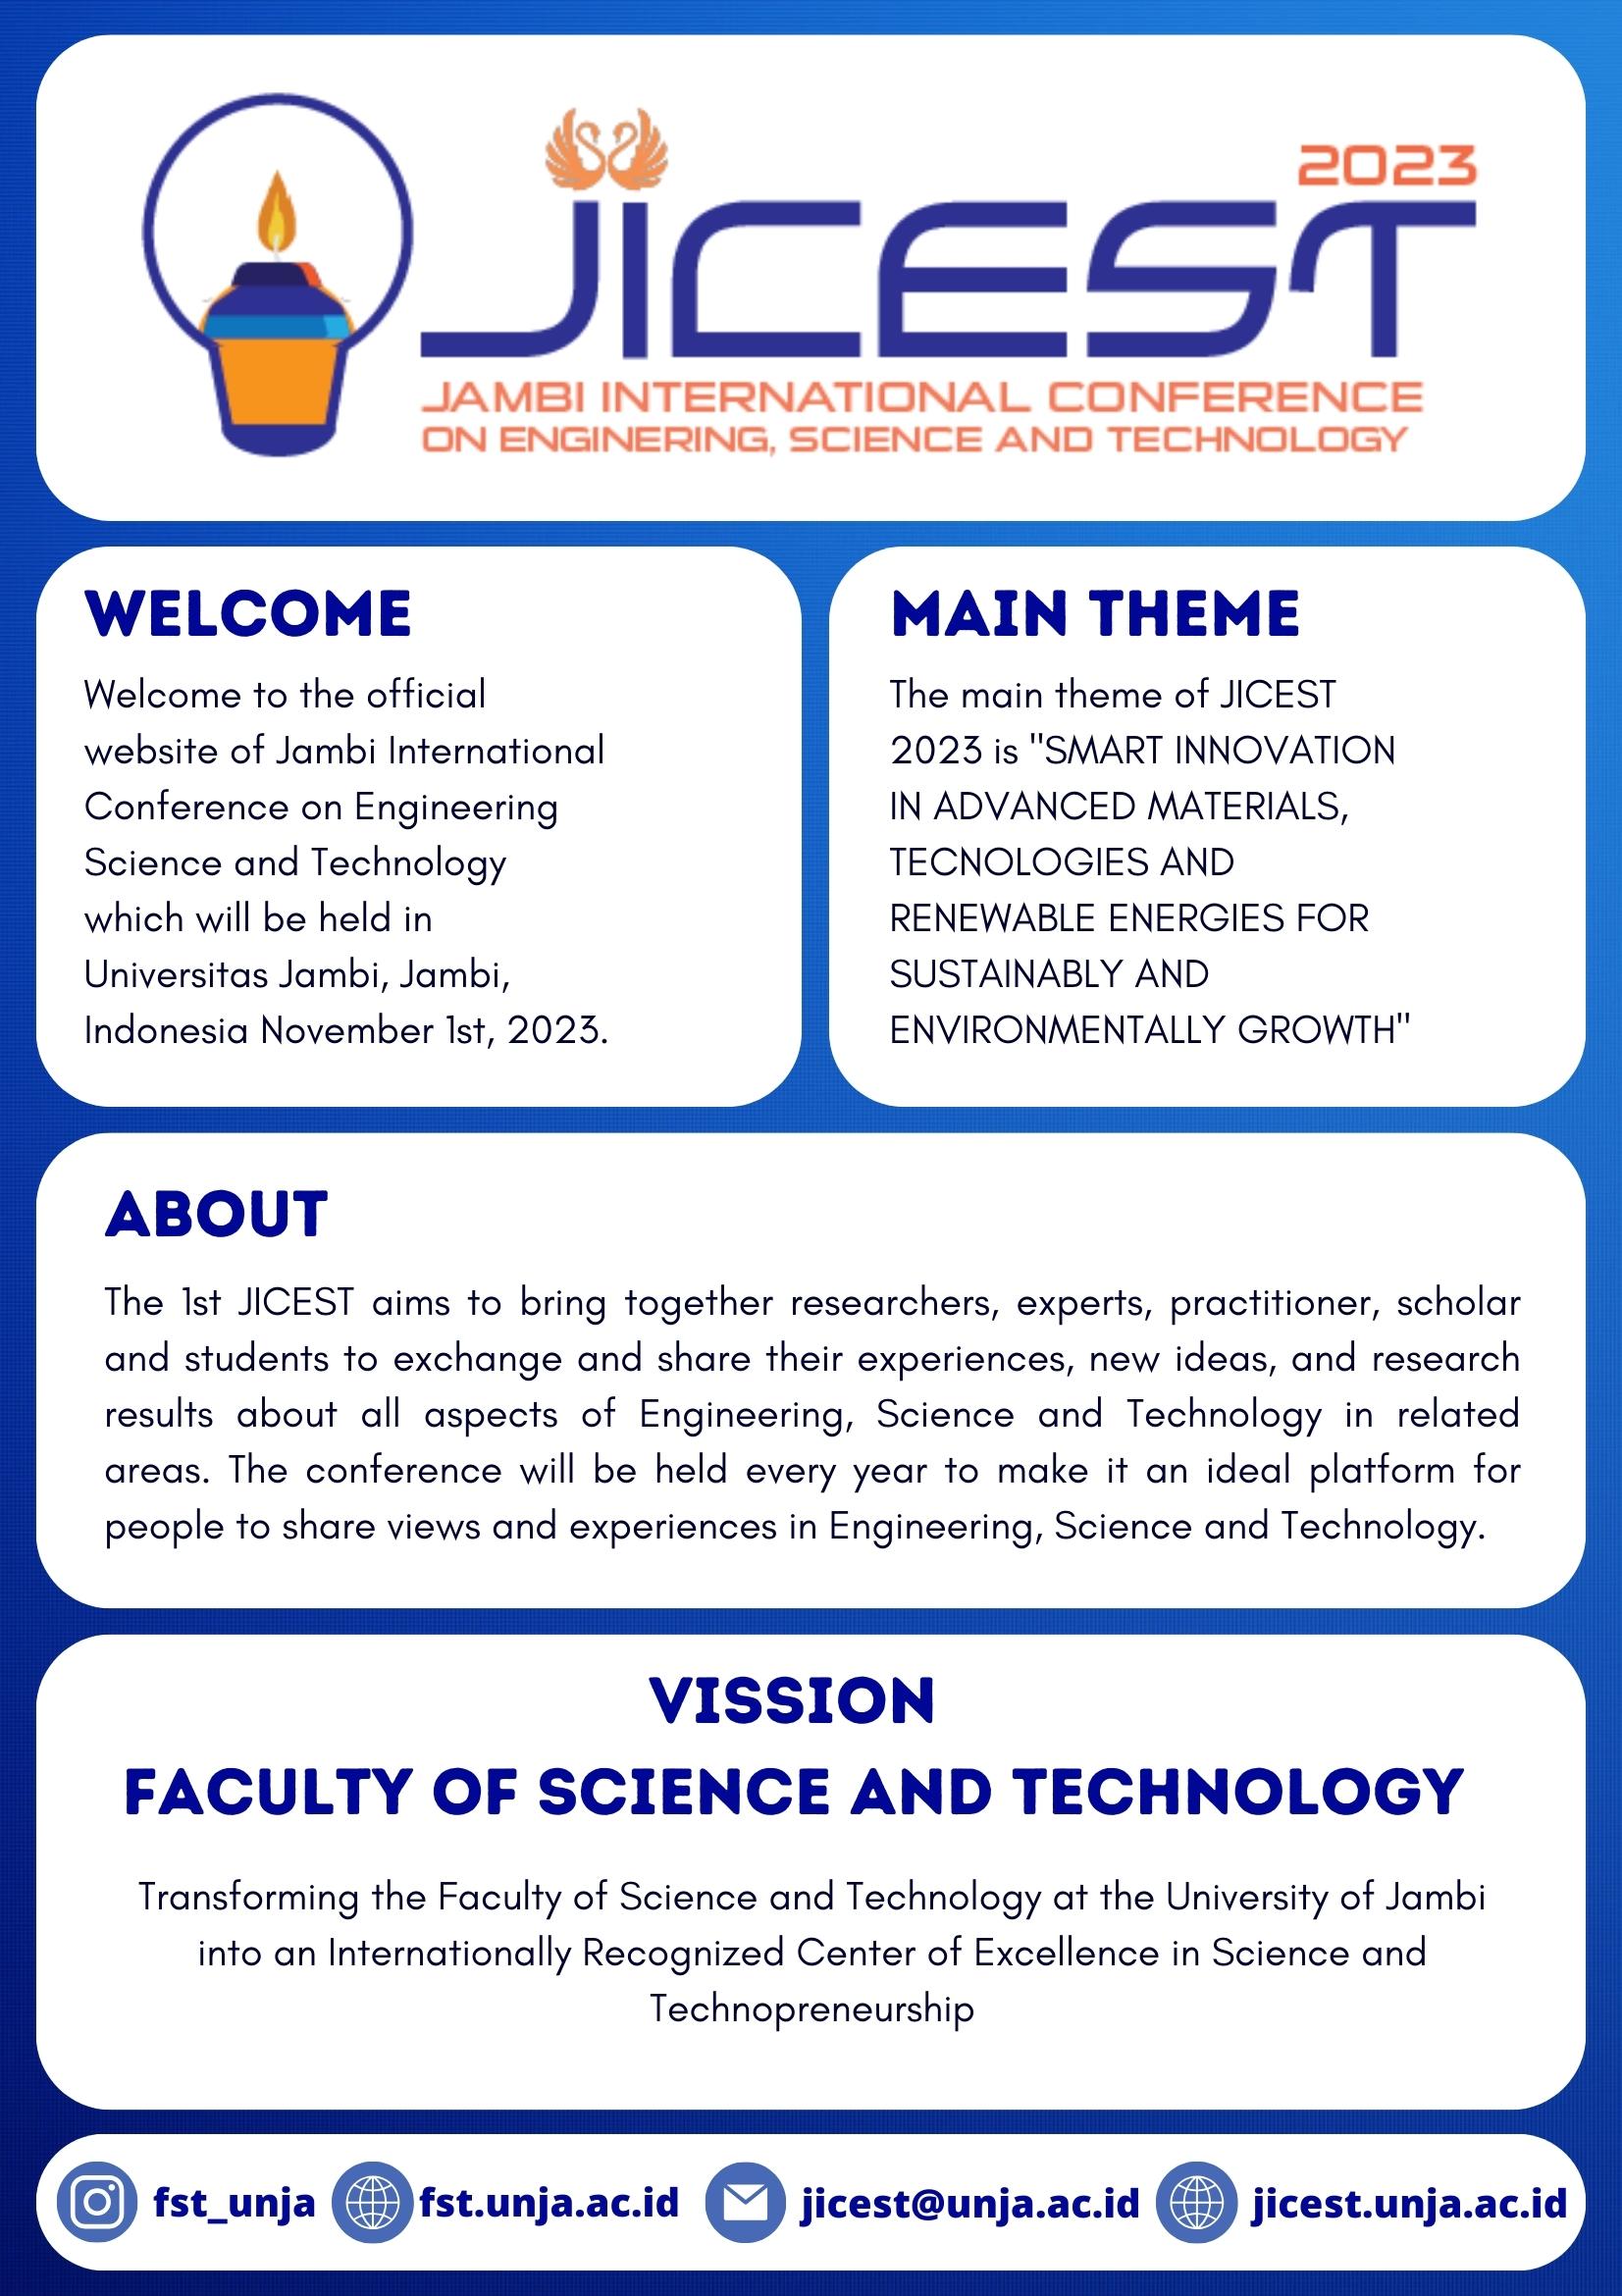 2023
JICEST
JAMBI INTERNATIONAL CONFERENCE
ON ENGINERING, SCIENCE AND TECHNOLOGY
WELCOME
Welcome to the official
website of Jambi International
Conference on Engineering
Science and Technology
which will be held in
Universitas Jambi, Jambi,
Indonesia November 1st, 2023.
MAIN THEME
The main theme of JICEST
2023 is "SMART INNOVATION
IN ADVANCED MATERIALS,
TECNOLOGIES AND
RENEWABLE ENERGIES FOR
SUSTAINABLY AND
ENVIRONMENTALLY GROWTH"
ABOUT
The 1st JICEST aims to bring together researchers, experts, practitioner, scholar
and students to exchange and share their experiences, new ideas, and research
results about all aspects of Engineering, Science and Technology in related
areas. The conference will be held every year to make it an ideal platform for
people to share views and experiences in Engineering, Science and Technology.
VISSION
FACULTY OF SCIENCE AND TECHNOLOGY
Transforming the Faculty of Science and Technology at the University of Jambi
into an Internationally Recognized Center of Excellence in Science and
Technopreneurship
fst_unja fst.unja.ac.id jicest@unja.ac.id jicest.unja.ac.id